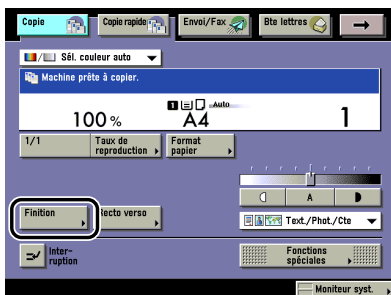 Copie
Copie rapide
Envoi/Fax
Bte lettres
Sél. couleur auto
Machine prête à copier.
100 %
1
Auto
A4
1
1/1
Taux de
reproduction
Format
papier
A
Finition
Recto verso
Text./Phot./Cte
Inter-
ruption
Fonctions
spéciales
Moniteur syst.